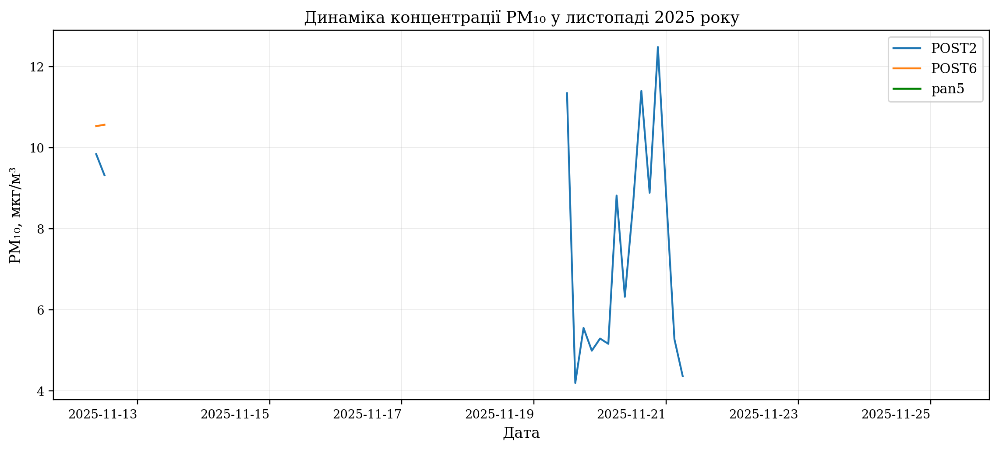 Динаміка концентрації PM₁₀ у листопаді 2025 року
POST2
POST6
pan5
12
10
8
6
4
PM₁₀, мкг/м³
2025-11-13
2025-11-15
2025-11-17
2025-11-19
2025-11-21
2025-11-23
2025-11-25
Дата